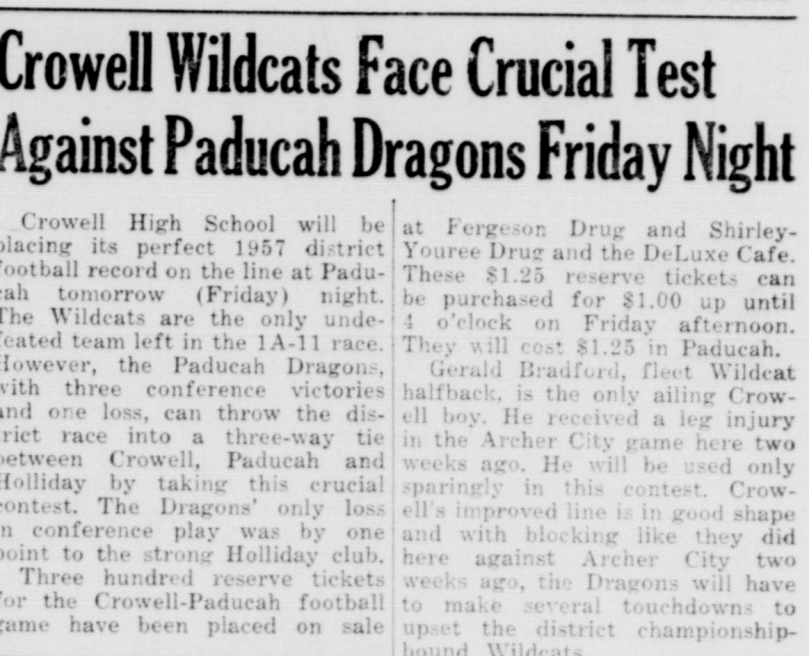 Crowell Wildcats Face Crucial Test
Against Paducah Dragons Friday Night
Crowell High School will be
placing its perfect 1957 district
football record on the line at Padu-
cah tomorrow (Friday) night.
The Wildcats are the only unde-
feated team left in the 1A-11 race.
However, the Paducah Dragons,
with three conference victories
and one loss, can throw the dis-
trict race into a three-way tie
between Crowell, Paducah and
Holliday by taking this crucial
contest. The Dragons' only loss
in conference play was by one
point to the strong Holliday club.
Three hundred reserve tickets
for the Crowell-Paducah football
game have been placed on sale
at Fergeson Drug and Shirley-
Youree Drug and the DeLuxe Cafe.
These $1.25 reserve tickets can
be purchased for $1.00 up until
4 o'clock on Friday afternoon.
They will cost $1.25 in Paducah.
Gerald Bradford, fleet Wildcat
halfback, is the only ailing Crow-
ell boy. He received a leg injury
in the Archer City game here two
weeks ago. He will be used only
sparingly in this contest. Crow-
ell's improved line is in good shape
and with blocking like they did
here against Archer City two
weeks ago, the Dragons will have
to make several touchdowns to
upset the district championship-
bound Wildcats